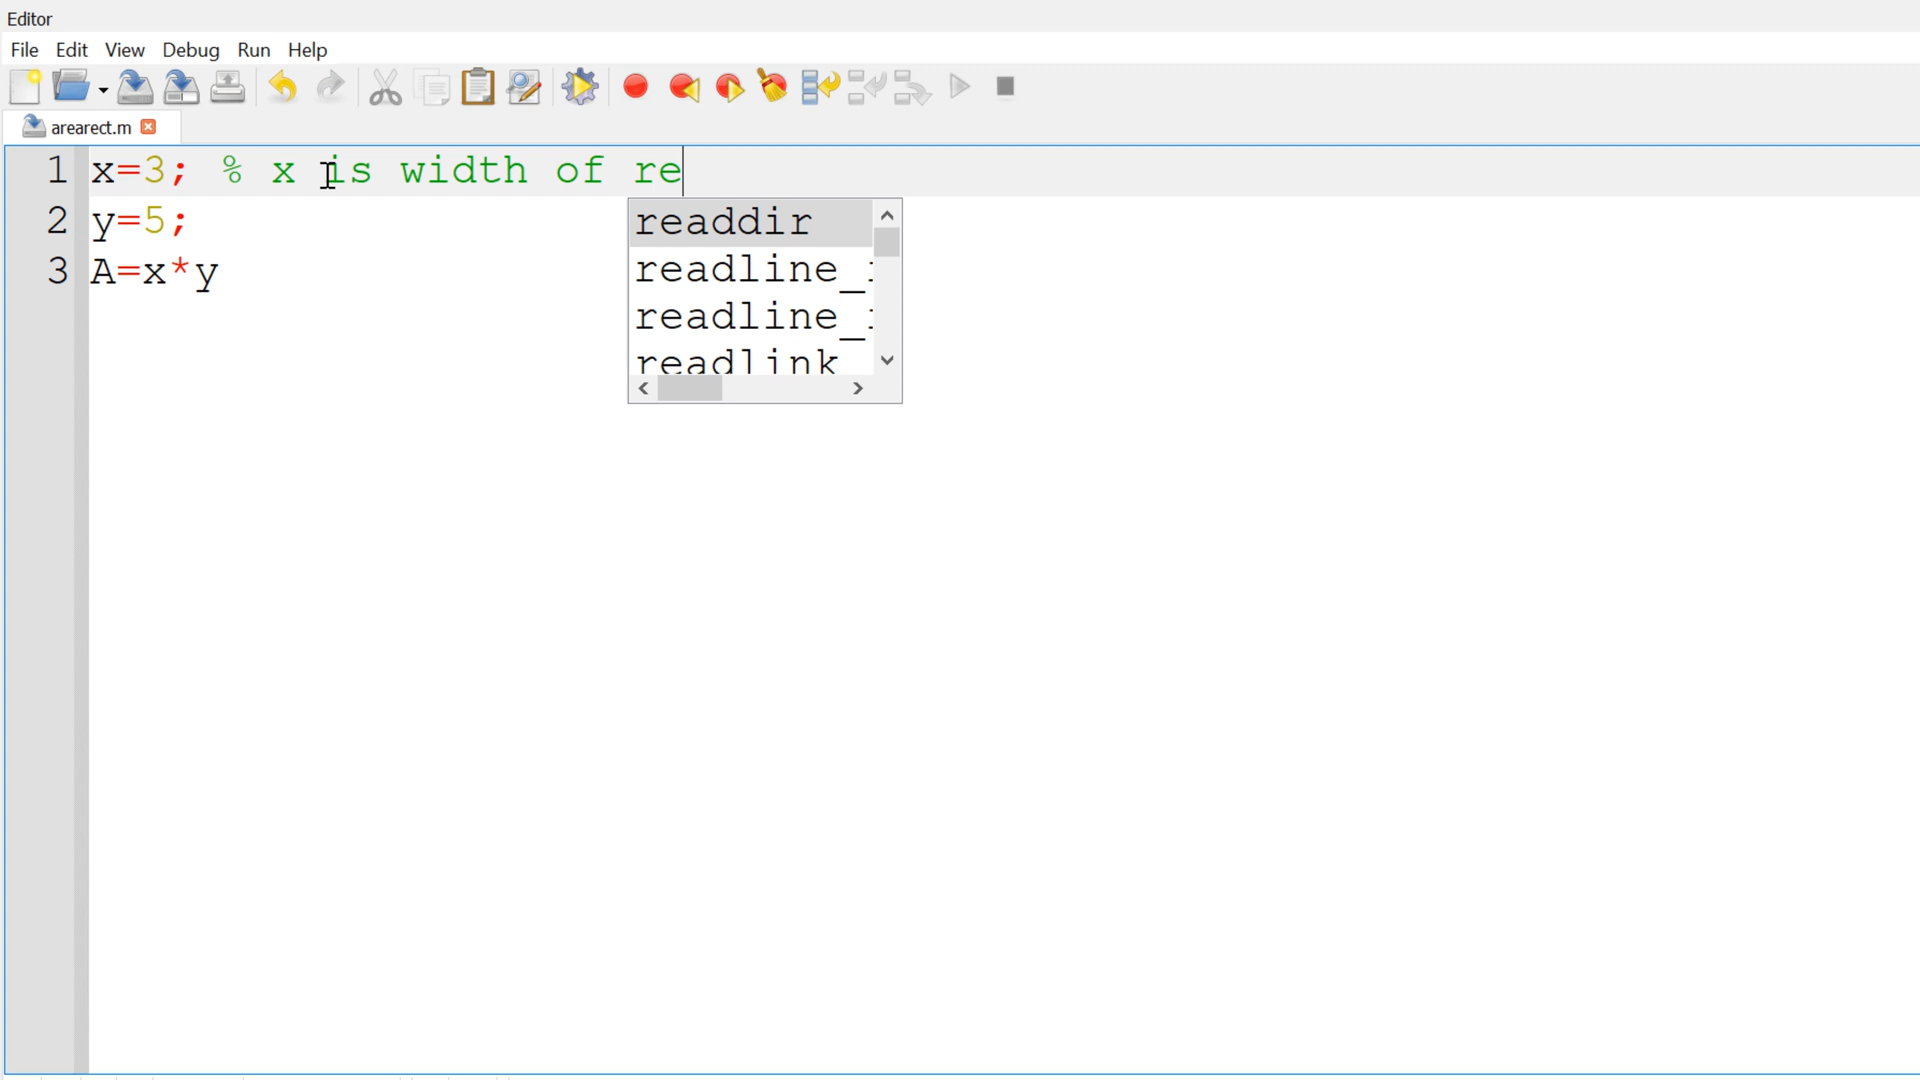 Editor
File Edit View Debug Run Help
arearect.m
1 x=3; % x is width of re
2 y=5;
3 A=x*y
readdir
readline_
readline_
readlink